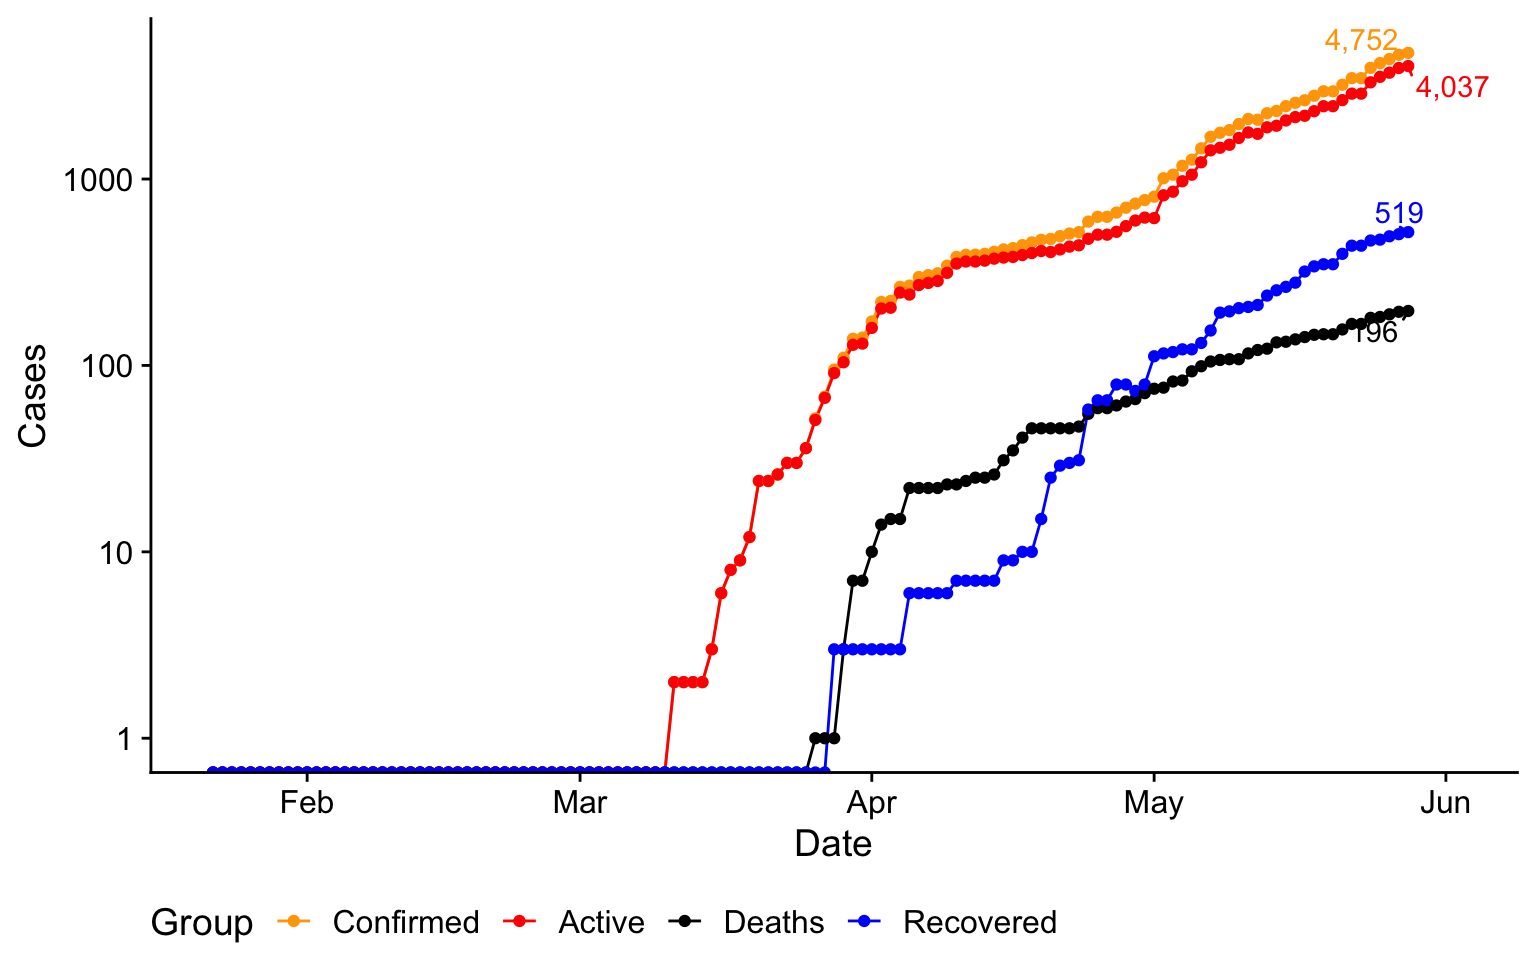 4,752
4,037
1000
519
196
100
Cases
10
1
Feb Mar Apr May Jun
Date
Group Confirmed Active Deaths Recovered